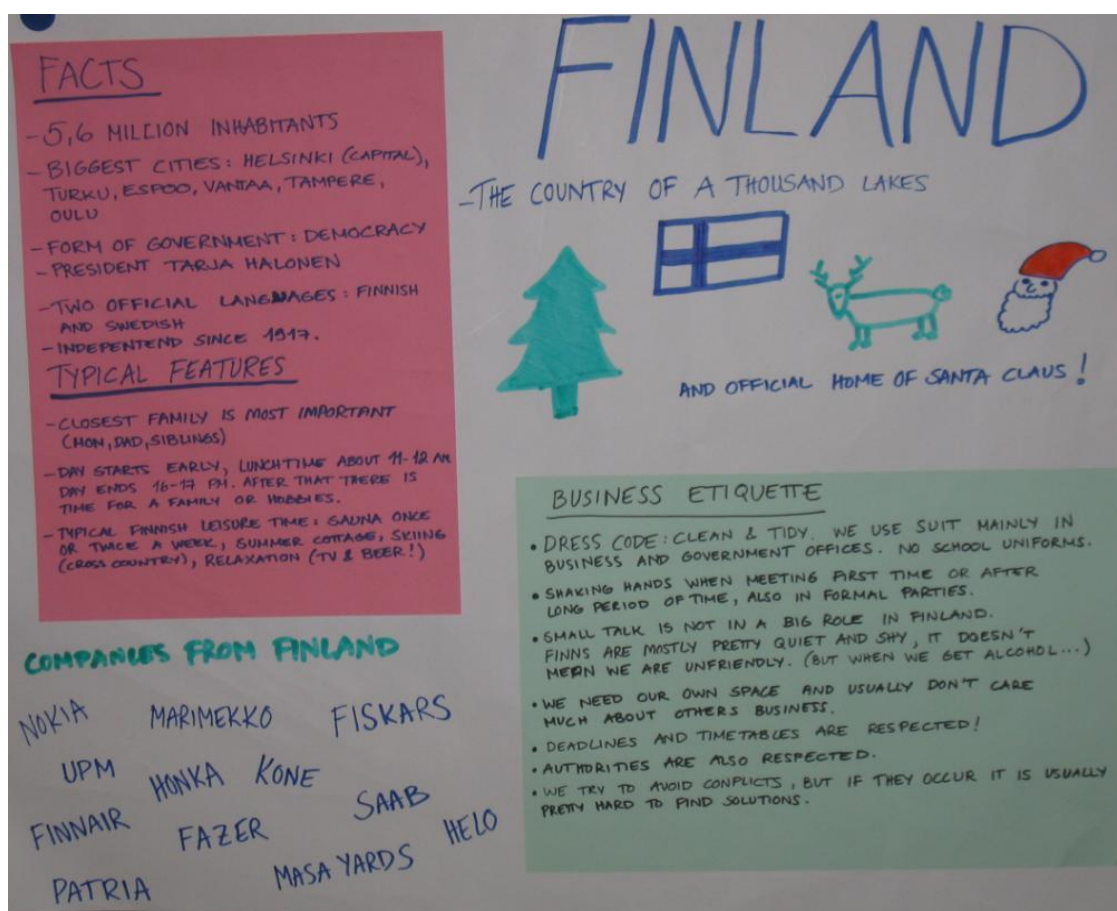 FACTS
- 5,6 MILLION INHABITANTS
- BIGGEST CITIES: HELSINKI (CAPITAL),
TURKU, ESPOO, VANTAA, TAMPERE,
OULU
- FORM OF GOVERNMENT: DEMOCRACY
- PRESIDENT TARJA HALONEN
- TWO OFFICIAL LANGUAGES: FINNISH
AND SWEDISH
- INDEPENTEND SINCE 1917.
TYPICAL FEATURES
- CLOSEST FAMILY IS MOST IMPORTANT
(MOM, DAD, SIBLINGS)
- DAY STARTS EARLY, LUNCHTIME ABOUT 11-12 AM
DAY ENDS 16-17 PM. AFTER THAT THERE IS
TIME FOR A FAMILY OR HOBBIES.
- TYPICAL FINNISH LEISURE TIME: SAUNA ONCE
OR TWICE A WEEK, SUMMER COTTAGE, SKIING
(CROSS COUNTRY), RELAXATION (TV & BEER!)
COMPANIES FROM FINLAND
NOKIA MARIMEKKO FISKARS
UPM HONKA KONE
FINNAIR FAZER SAAB HELO
PATRIA MASA YARDS
FINLAND
- THE COUNTRY OF A THOUSAND LAKES
AND OFFICIAL HOME OF SANTA CLAUS!
BUSINESS ETIQUETTE
• DRESS CODE: CLEAN & TIDY. WE USE SUIT MAINLY IN
BUSINESS AND GOVERNMENT OFFICES. NO SCHOOL UNIFORMS.
• SHAKING HANDS WHEN MEETING FIRST TIME OR AFTER
LONG PERIOD OF TIME, ALSO IN FORMAL PARTIES.
• SMALL TALK IS NOT IN A BIG ROLE IN FINLAND.
FINNS ARE MOSTLY PRETTY QUIET AND SHY, IT DOESN'T
MEAN WE ARE UNFRIENDLY. (BUT WHEN WE GET ALCOHOL...)
• WE NEED OUR OWN SPACE AND USUALLY DON'T CARE
MUCH ABOUT OTHERS BUSINESS.
• DEADLINES AND TIMETABLES ARE RESPECTED!
• AUTHORITIES ARE ALSO RESPECTED.
• WE TRY TO AVOID CONFLICTS, BUT IF THEY OCCUR IT IS USUALLY
PRETTY HARD TO FIND SOLUTIONS.